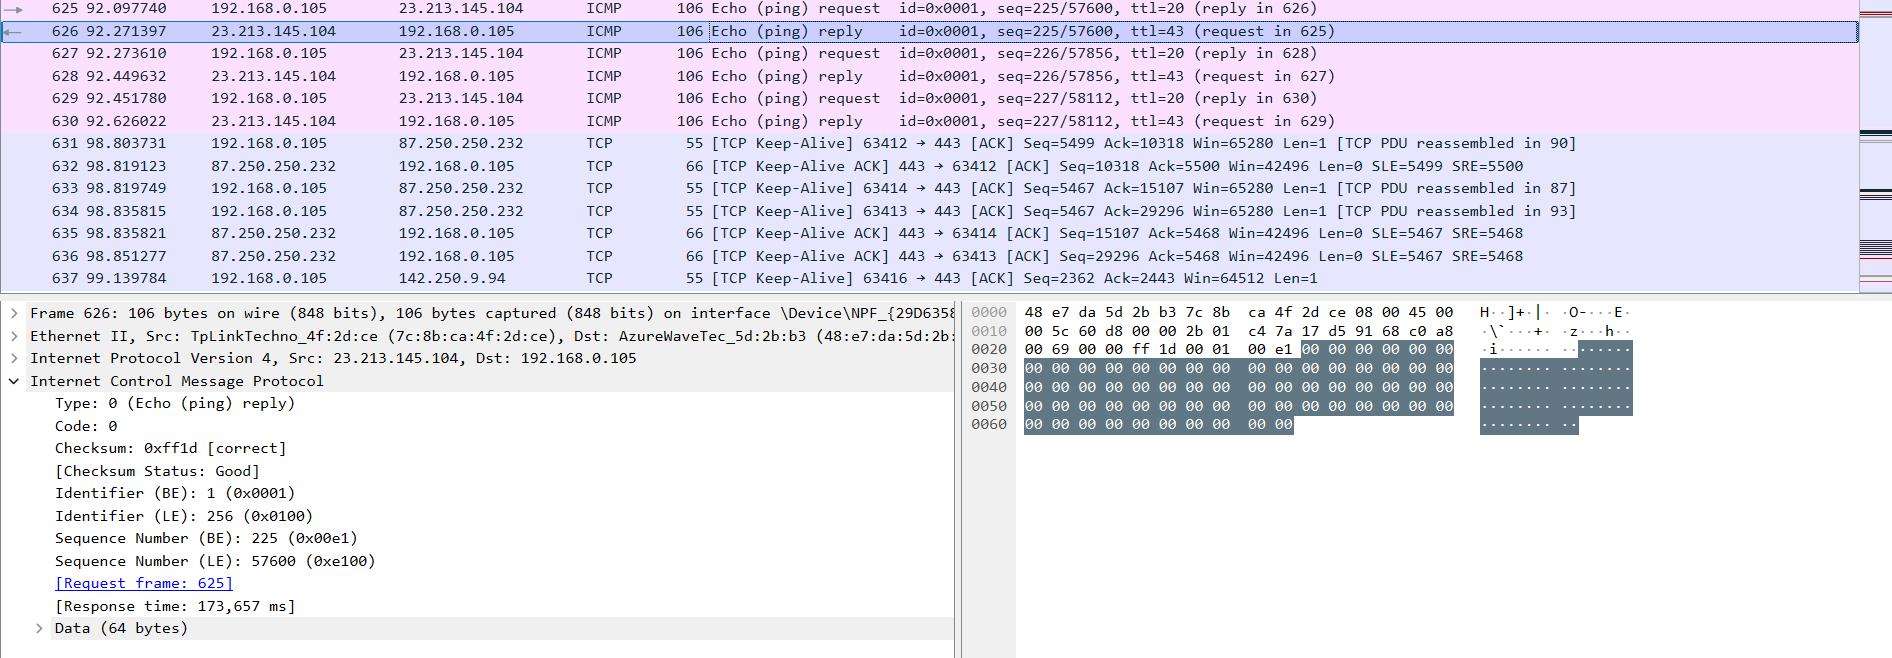 625 92.097740 192.168.0.105 23.213.145.104 ICMP 106 Echo (ping) request id=0x0001, seq=225/57600, ttl=20 (reply in 626)
626 92.271397 23.213.145.104 192.168.0.105 ICMP 106 Echo (ping) reply id=0x0001, seq=225/57600, ttl=43 (request in 625)
627 92.273610 192.168.0.105 23.213.145.104 ICMP 106 Echo (ping) request id=0x0001, seq=226/57856, ttl=20 (reply in 628)
628 92.449632 23.213.145.104 192.168.0.105 ICMP 106 Echo (ping) reply id=0x0001, seq=226/57856, ttl=43 (request in 627)
629 92.451780 192.168.0.105 23.213.145.104 ICMP 106 Echo (ping) request id=0x0001, seq=227/58112, ttl=20 (reply in 630)
630 92.626022 23.213.145.104 192.168.0.105 ICMP 106 Echo (ping) reply id=0x0001, seq=227/58112, ttl=43 (request in 629)
631 98.803731 192.168.0.105 87.250.250.232 TCP 55 [TCP Keep-Alive] 63412 → 443 [ACK] Seq=5499 Ack=10318 Win=65280 Len=1 [TCP PDU reassembled in 90]
632 98.819123 87.250.250.232 192.168.0.105 TCP 66 [TCP Keep-Alive ACK] 443 → 63412 [ACK] Seq=10318 Ack=5500 Win=42496 Len=0 SLE=5499 SRE=5500
633 98.819749 192.168.0.105 87.250.250.232 TCP 55 [TCP Keep-Alive] 63414 → 443 [ACK] Seq=5467 Ack=15107 Win=65280 Len=1 [TCP PDU reassembled in 87]
634 98.835815 192.168.0.105 87.250.250.232 TCP 55 [TCP Keep-Alive] 63413 → 443 [ACK] Seq=5467 Ack=29296 Win=65280 Len=1 [TCP PDU reassembled in 93]
635 98.835821 87.250.250.232 192.168.0.105 TCP 66 [TCP Keep-Alive ACK] 443 → 63414 [ACK] Seq=15107 Ack=5468 Win=42496 Len=0 SLE=5467 SRE=5468
636 98.851277 87.250.250.232 192.168.0.105 TCP 66 [TCP Keep-Alive ACK] 443 → 63413 [ACK] Seq=29296 Ack=5468 Win=42496 Len=0 SLE=5467 SRE=5468
637 99.139784 192.168.0.105 142.250.9.94 TCP 55 [TCP Keep-Alive] 63416 → 443 [ACK] Seq=2362 Ack=2443 Win=64512 Len=1
Frame 626: 106 bytes on wire (848 bits), 106 bytes captured (848 bits) on interface \Device\NPF_{29D6358
Ethernet II, Src: TpLinkTechno_4f:2d:ce (7c:8b:ca:4f:2d:ce), Dst: AzureWaveTec_5d:2b:b3 (48:e7:da:5d:2b:
Internet Protocol Version 4, Src: 23.213.145.104, Dst: 192.168.0.105
Internet Control Message Protocol
Type: 0 (Echo (ping) reply)
Code: 0
Checksum: 0xff1d [correct]
[Checksum Status: Good]
Identifier (BE): 1 (0x0001)
Identifier (LE): 256 (0x0100)
Sequence Number (BE): 225 (0x00e1)
Sequence Number (LE): 57600 (0xe100)
[Request frame: 625]
[Response time: 173,657 ms]
Data (64 bytes)
0000 48 e7 da 5d 2b b3 7c 8b ca 4f 2d ce 08 00 45 00 H··]+·|· ·O-···E·
0010 00 5c 60 d8 00 00 2b 01 c4 7a 17 d5 91 68 c0 a8 ·\`···+· ·z···h··
0020 00 69 00 00 ff 1d 00 01 00 e1 00 00 00 00 00 00 ·i······ ········
0030 00 00 00 00 00 00 00 00 00 00 00 00 00 00 00 00 ········ ········
0040 00 00 00 00 00 00 00 00 00 00 00 00 00 00 00 00 ········ ········
0050 00 00 00 00 00 00 00 00 00 00 00 00 00 00 00 00 ········ ········
0060 00 00 00 00 00 00 00 00 00 00 ········ ··